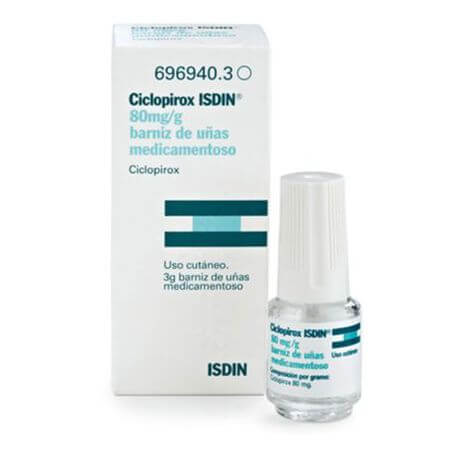 696940.3
Ciclopirox ISDIN®
80mg/g
barniz de uñas
medicamentoso
Ciclopirox
Uso cutáneo.
3g barniz de uñas
medicamentoso
ISDIN
Ciclopirox ISDIN®
80 mg/g
barniz de uñas
medicamentoso
Uso cutáneo.
Composición por gramo:
Ciclopirox 80 mg.